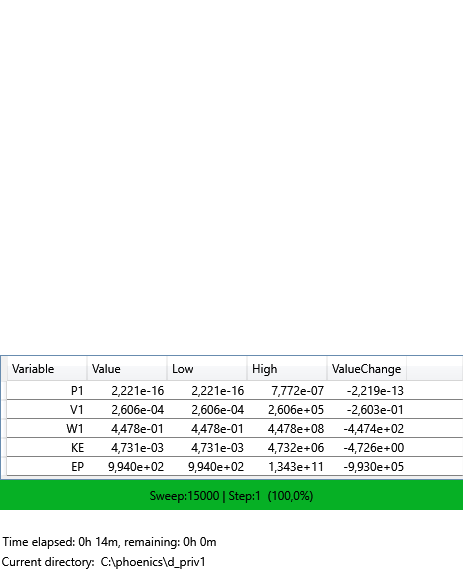 Variable Value Low High ValueChange
P1 2,221e-16 2,221e-16 7,772e-07 -2,219e-13
V1 2,606e-04 2,606e-04 2,606e+05 -2,603e-01
W1 4,478e-01 4,478e-01 4,478e+08 -4,474e+02
KE 4,731e-03 4,731e-03 4,732e+06 -4,726e+00
EP 9,940e+02 9,940e+02 1,343e+11 -9,930e+05
Sweep:15000 | Step:1 (100,0%)
Time elapsed: 0h 14m, remaining: 0h 0m
Current directory: C:\phoenics\d_priv1